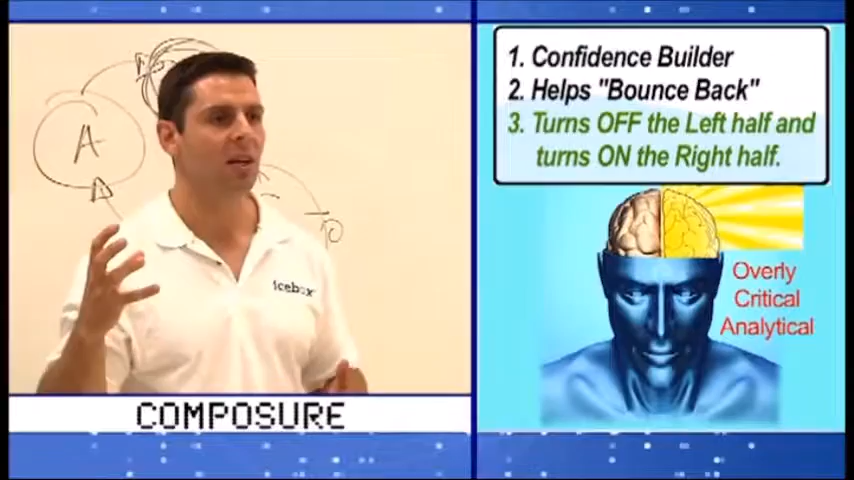 A
icebox
COMPOSURE
1. Confidence Builder
2. Helps "Bounce Back"
3. Turns OFF the Left half and
turns ON the Right half.
Overly
Critical
Analytical